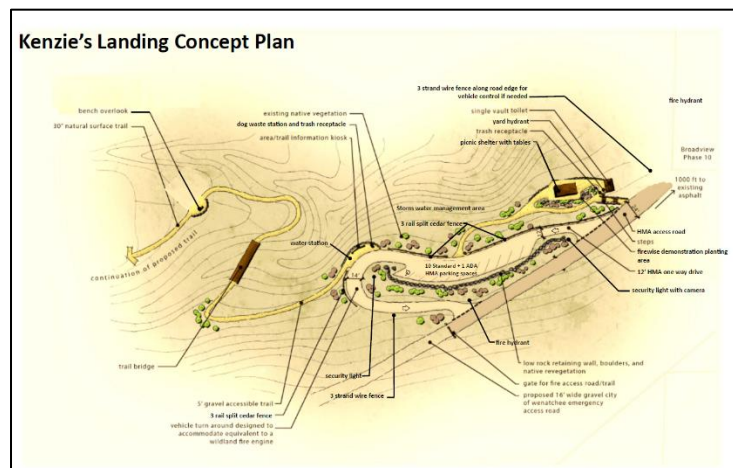 Kenzie's Landing Concept Plan
3 strand wire fence along road edge for
vehicle control if needed
fire hydrant
bench overlook
30" natural surface trail
existing native vegetation
dog waste station and trash receptacle
area/trail information kiosk
single vault toilet
yard hydrant
trash receptacle
picnic shelter with tables
Broadview
Phase 10
1000 ft to
existing
asphalt
Storm water management area
3 rail split cedar fence
HMA access road
steps
firewise demonstration planting
area
12' HMA one way drive
security light with camera
continuation of proposed trail
water station
10 Standard + 1 ADA
HMA parking spaces
14'
trail bridge
security light
fire hydrant
low rock retaining wall, boulders, and
native revegetation
gate for fire access road/trail
proposed 16' wide gravel city
of wenatchee emergency
access road
5' gravel accessible trail
3 rail split cedar fence
3 strand wire fence
vehicle turn around designed to
accommodate equivalent to a
wildland fire engine